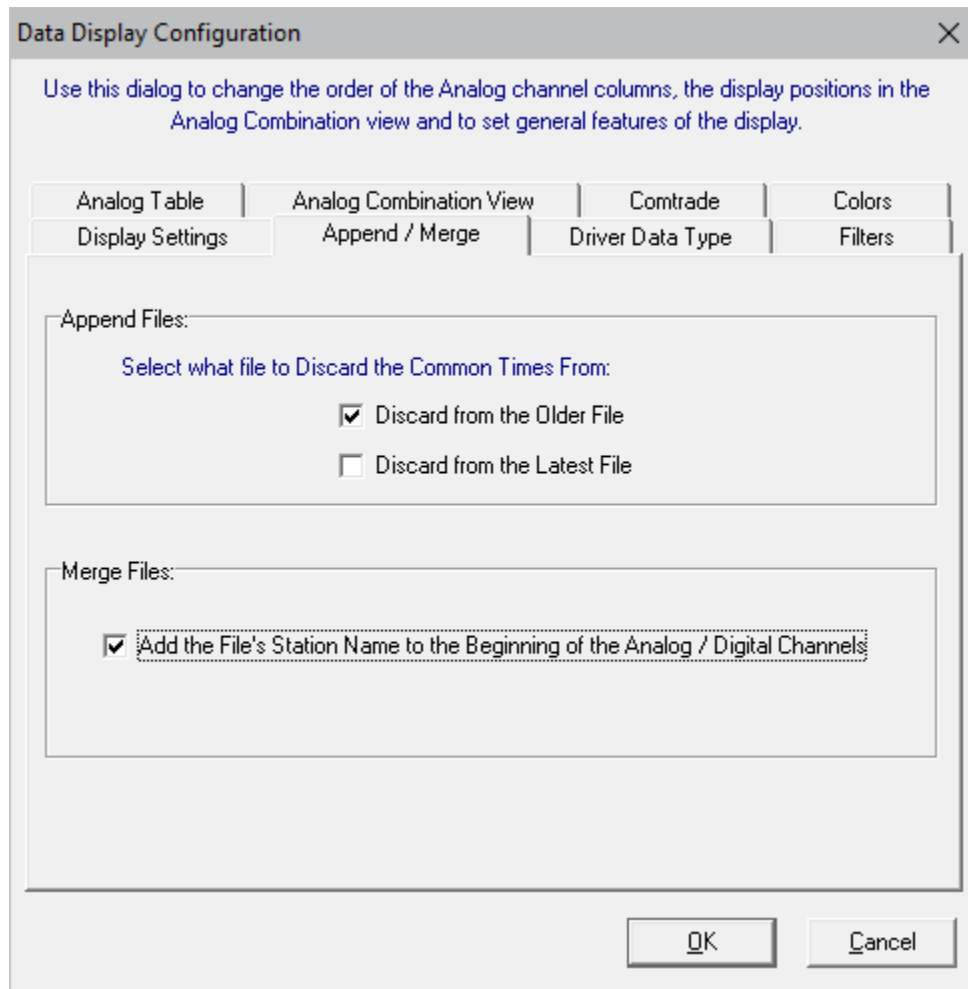 Data Display Configuration
Use this dialog to change the order of the Analog channel columns, the display positions in the
Analog Combination view and to set general features of the display.
Analog Table
Analog Combination View
Comtrade
Colors
Display Settings
Append / Merge
Driver Data Type
Filters
Append Files:
Select what file to Discard the Common Times From:
Discard from the Older File
Discard from the Latest File
Merge Files:
Add the File's Station Name to the Beginning of the Analog / Digital Channels
OK
Cancel